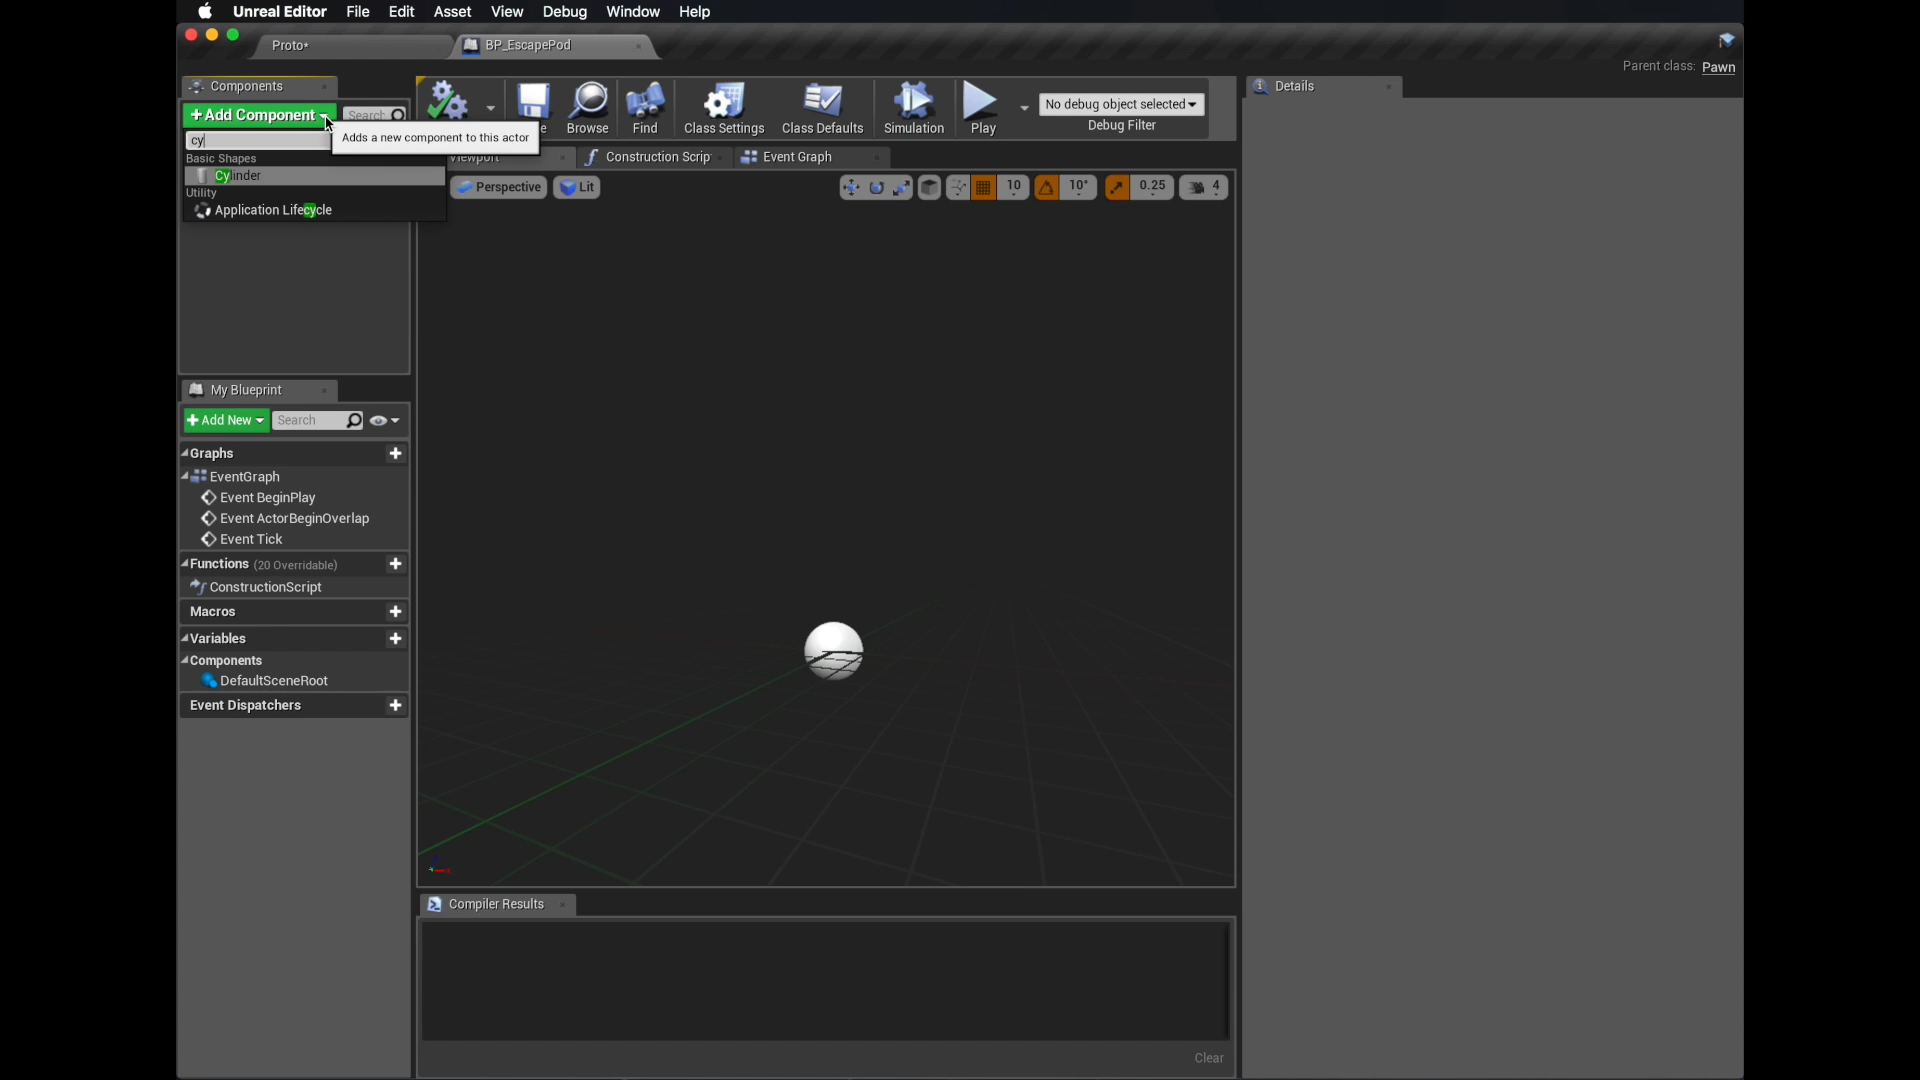 Unreal Editor File Edit Asset View Debug Window Help
Proto*
BP_EscapePod
Parent class: Pawn
Components
Details
+Add Component
Search
cy
Adds a new component to this actor
Basic Shapes
Cylinder
Utility
Application Lifecycle
Browse
Find
Class Settings
Class Defaults
Simulation
Play
No debug object selected
Debug Filter
Viewport
Construction Scrip
Event Graph
Perspective
Lit
10
10°
0.25
4
My Blueprint
+Add New
Search
Graphs
EventGraph
Event BeginPlay
Event ActorBeginOverlap
Event Tick
Functions (20 Overridable)
ConstructionScript
Macros
Variables
Components
DefaultSceneRoot
Event Dispatchers
Compiler Results
Clear